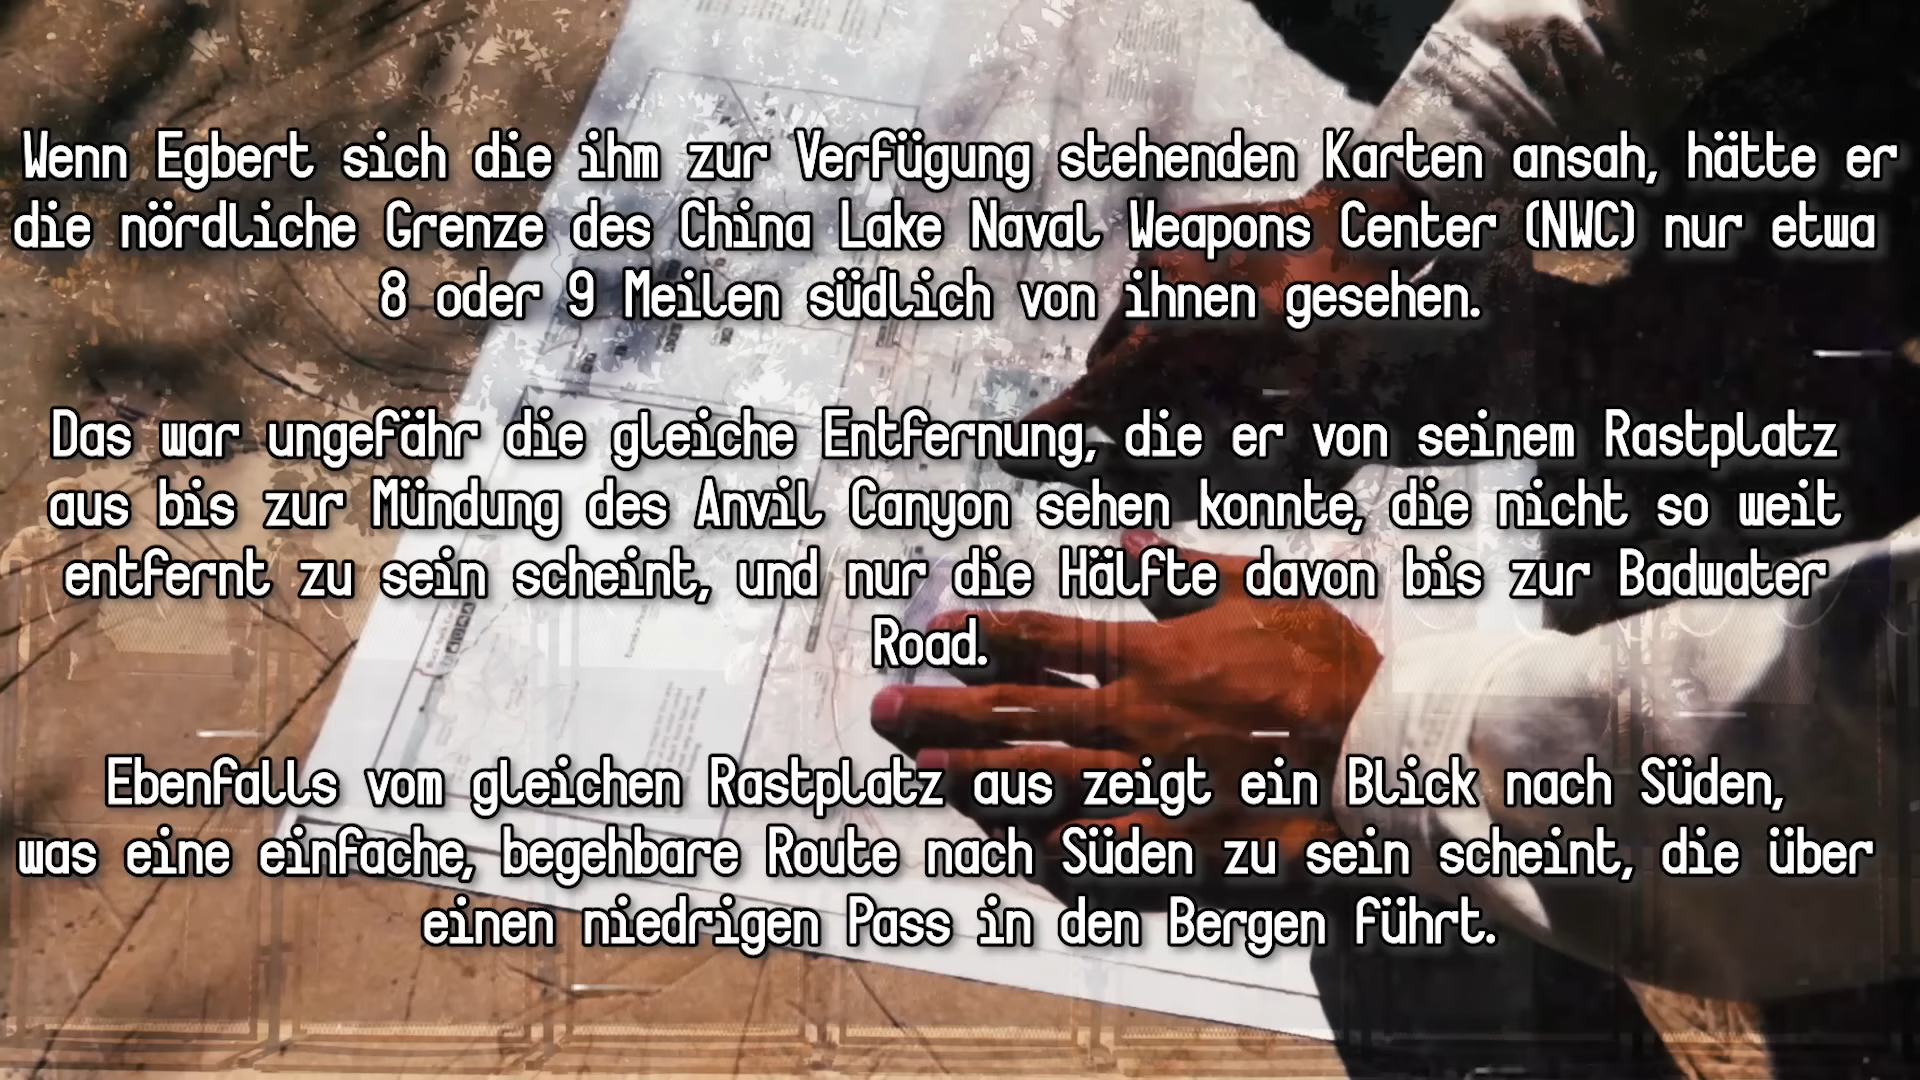 Wenn Egbert sich die ihm zur Verfügung stehenden Karten ansah, hätte er
die nördliche Grenze des China Lake Naval Weapons Center (NWC) nur etwa
8 oder 9 Meilen südlich von ihnen gesehen.
Das war ungefähr die gleiche Entfernung, die er von seinem Rastplatz
aus bis zur Mündung des Anvil Canyon sehen konnte, die nicht so weit
entfernt zu sein scheint, und nur die Hälfte davon bis zur Badwater
Road.
Ebenfalls vom gleichen Rastplatz aus zeigt ein Blick nach Süden,
was eine einfache, begehbare Route nach Süden zu sein scheint, die über
einen niedrigen Pass in den Bergen führt.